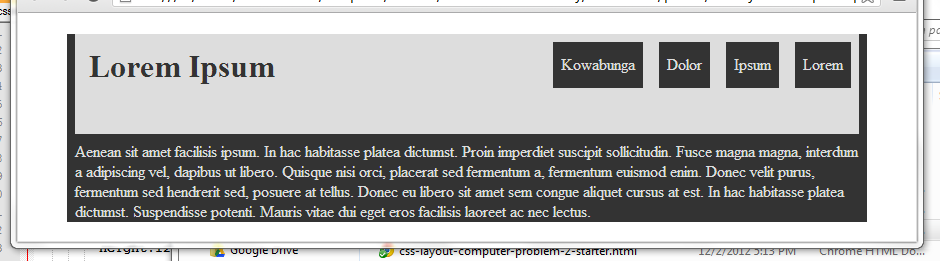 Lorem Ipsum
Kowabunga Dolor Ipsum Lorem
Aenean sit amet facilisis ipsum. In hac habitasse platea dictumst. Proin imperdiet suscipit sollicitudin. Fusce magna magna, interdum
a adipiscing vel, dapibus ut libero. Quisque nisi orci, placerat sed fermentum a, fermentum euismod enim. Donec velit purus,
fermentum sed hendrerit sed, posuere at tellus. Donec eu libero sit amet sem congue aliquet cursus at est. In hac habitasse platea
dictumst. Suspendisse potenti. Mauris vitae dui eget eros facilisis laoreet ac nec lectus.
Google Drive css-layout-computer-problem-2-starter.html 12/2/2012 5:13 PM Chrome HTML Do...